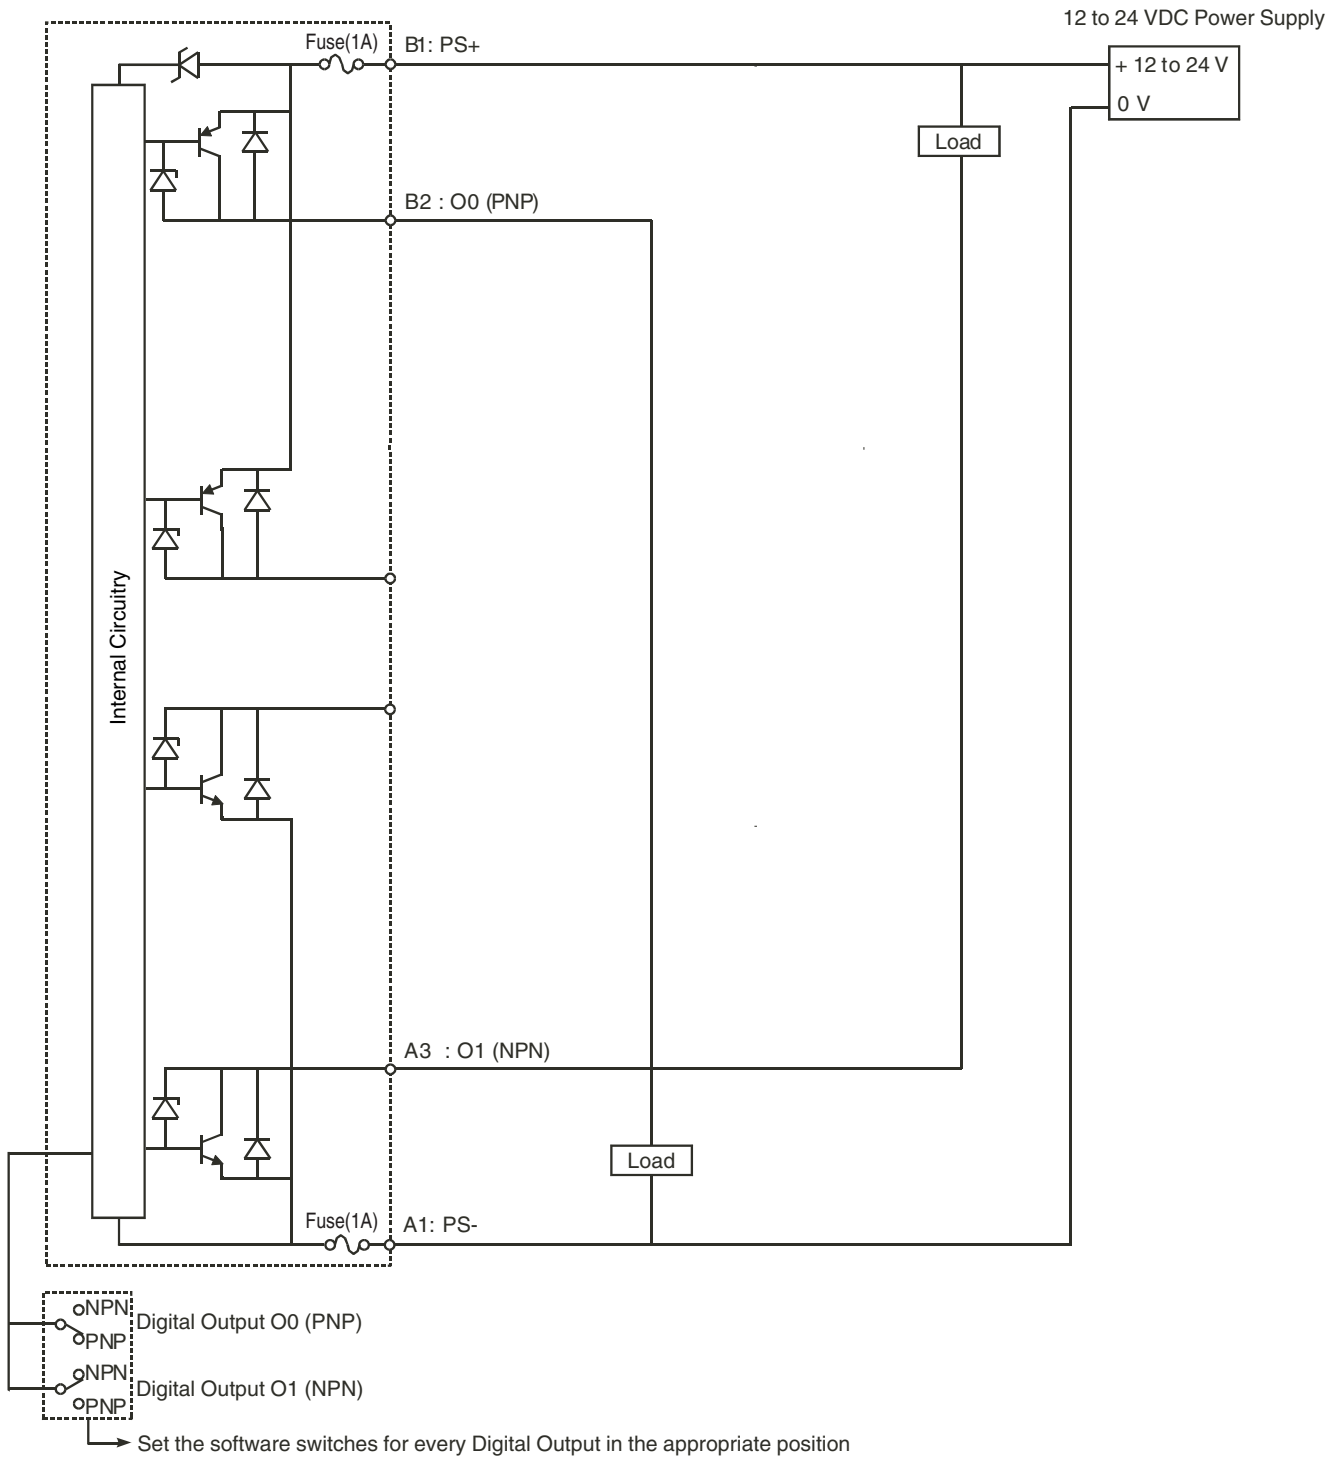 12 to 24 VDC Power Supply
Fuse(1A)
B1: PS+
+ 12 to 24 V
0 V
Load
B2 : O0 (PNP)
Internal Circuitry
A3 : O1 (NPN)
Load
Fuse(1A)
A1: PS-
NPN
Digital Output O0 (PNP)
PNP
NPN
Digital Output O1 (NPN)
PNP
Set the software switches for every Digital Output in the appropriate position